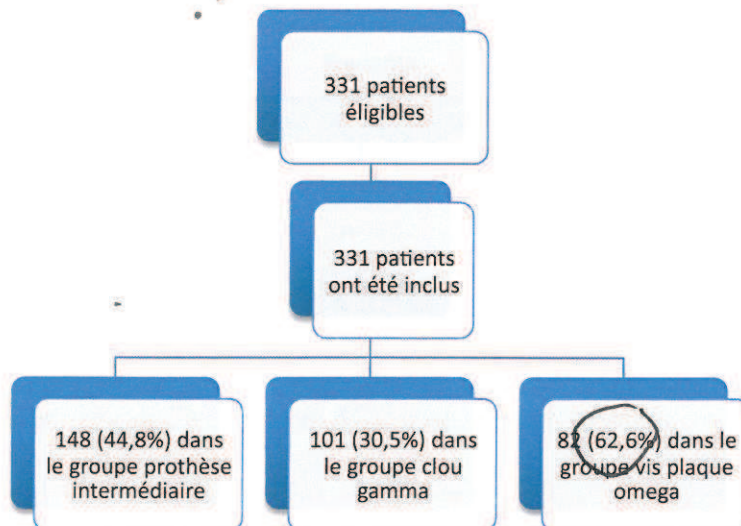 331 patients
éligibles
331 patients
ont été inclus
148 (44,8%) dans
le groupe prothèse
intermédiaire
101 (30,5%) dans
le groupe clou
gamma
82 (62,6%) dans le
groupe vis plaque
omega